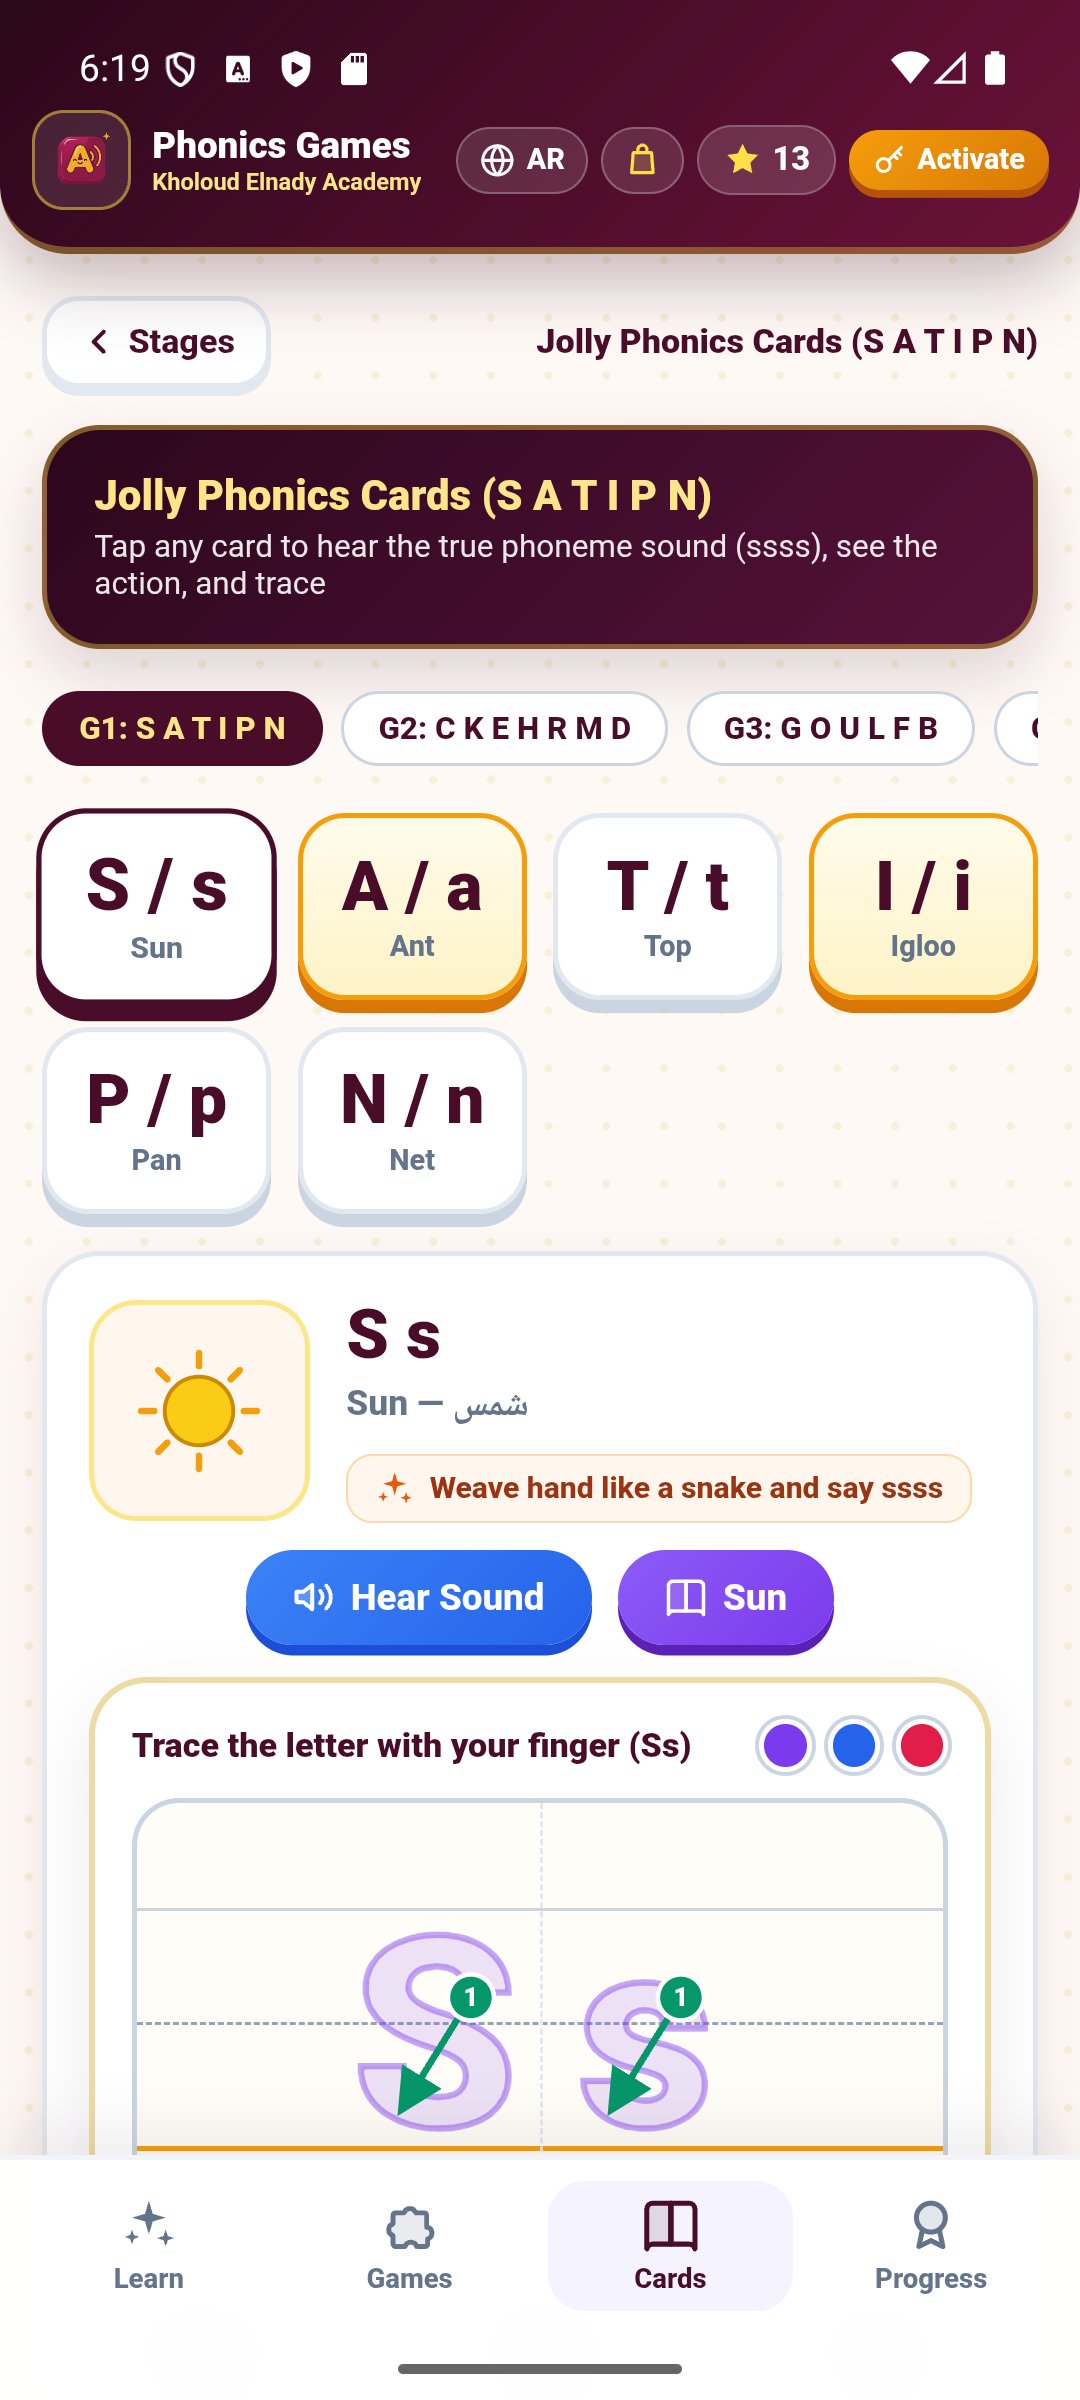 6:19
Phonics Games
Kholoud Elnady Academy
AR
13
Activate
Stages
Jolly Phonics Cards (S A T I P N)
Jolly Phonics Cards (S A T I P N)
Tap any card to hear the true phoneme sound (ssss), see the
action, and trace
G1: S A T I P N
G2: C K E H R M D
G3: G O U L F B
S / s
Sun
A / a
Ant
T / t
Top
I / i
Igloo
P / p
Pan
N / n
Net
S s
Sun – شمس
Weave hand like a snake and say ssss
Hear Sound
Sun
Trace the letter with your finger (Ss)
S s
1
1
Learn
Games
Cards
Progress